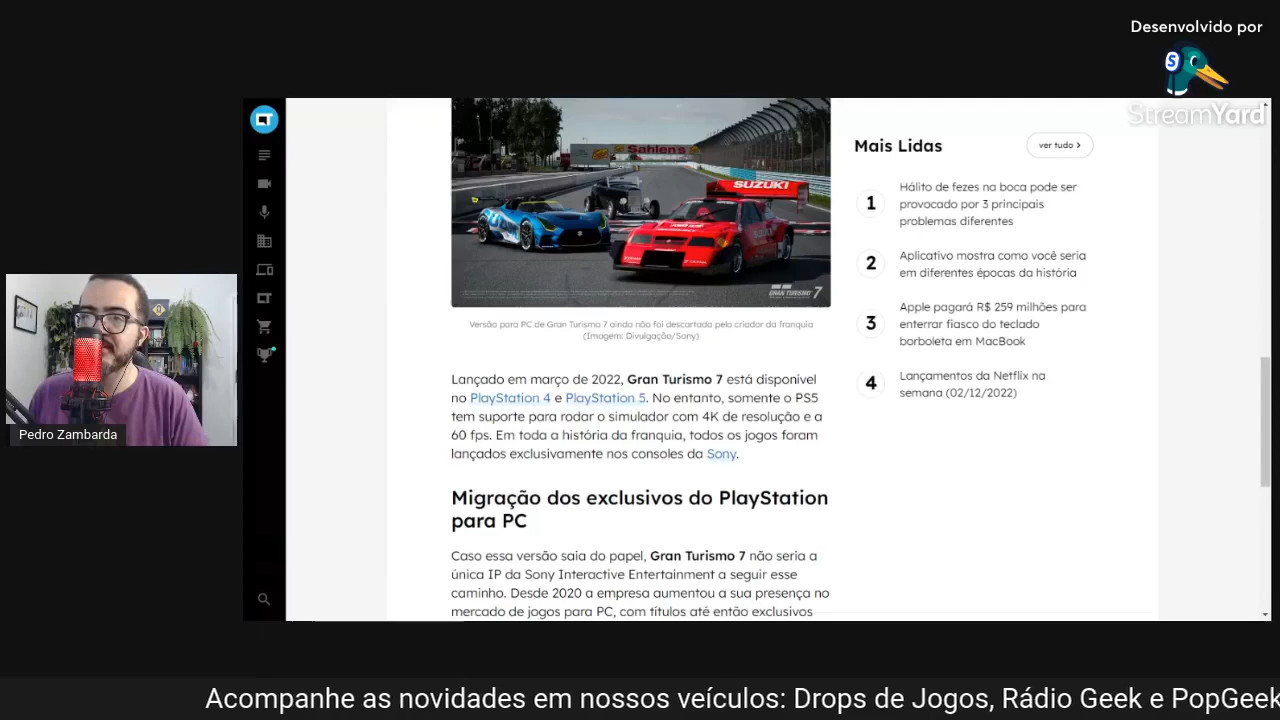 Desenvolvido por
S
StreamYard
Sahlen's
SUZUKI
GRAN TURISMO 7
Versão para PC de Gran Turismo 7 ainda não foi descartada pelo criador da franquia
(Imagem: Divulgação/Sony)
Lançado em março de 2022, Gran Turismo 7 está disponível
no PlayStation 4 e PlayStation 5. No entanto, somente o PS5
tem suporte para rodar o simulador com 4K de resolução e a
60 fps. Em toda a história da franquia, todos os jogos foram
lançados exclusivamente nos consoles da Sony.
Migração dos exclusivos do PlayStation
para PC
Caso essa versão saia do papel, Gran Turismo 7 não seria a
única IP da Sony Interactive Entertainment a seguir esse
caminho. Desde 2020 a empresa aumentou a sua presença no
mercado de jogos para PC, com títulos até então exclusivos
Mais Lidas
ver tudo >
1
Hálito de fezes na boca pode ser
provocado por 3 principais
problemas diferentes
2
Aplicativo mostra como você seria
em diferentes épocas da história
3
Apple pagará R$ 259 milhões para
enterrar fiasco do teclado
borboleta em MacBook
4
Lançamentos da Netflix na
semana (02/12/2022)
Pedro Zambarda
Acompanhe as novidades em nossos veículos: Drops de Jogos, Rádio Geek e PopGeek